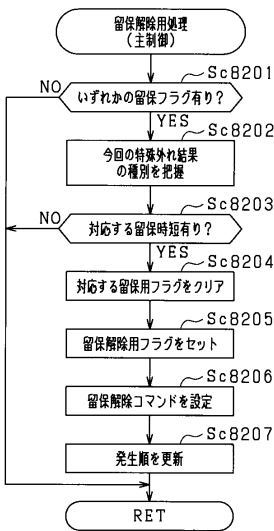 留保解除用処理
(主制御)
Sc8201
NO
いずれかの留保フラグ有り?
YES
Sc8202
今回の特殊外れ結果
の種別を把握
Sc8203
NO
対応する留保時短有り?
YES
Sc8204
対応する留保用フラグをクリア
Sc8205
留保解除用フラグをセット
Sc8206
留保解除コマンドを設定
Sc8207
発生順を更新
RET